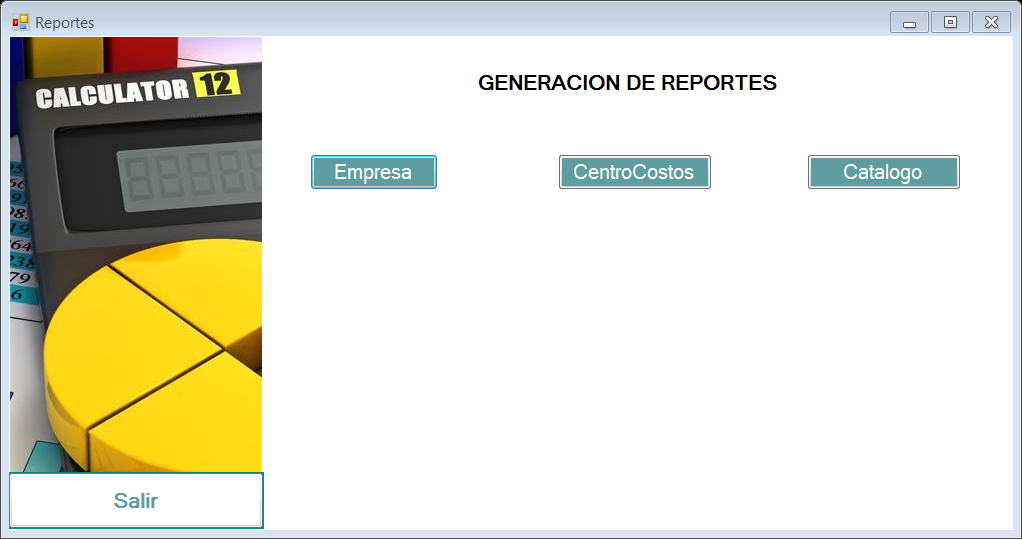 Reportes
CALCULATOR 12
GENERACION DE REPORTES
Empresa
CentroCostos
Catalogo
Salir